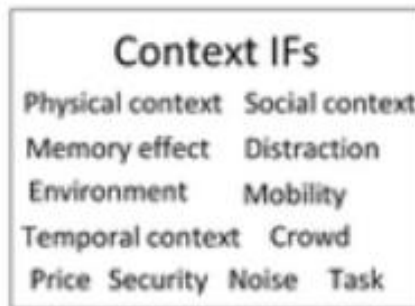 Context IFs
Physical context Social context
Memory effect Distraction
Environment Mobility
Temporal context Crowd
Price Security Noise Task